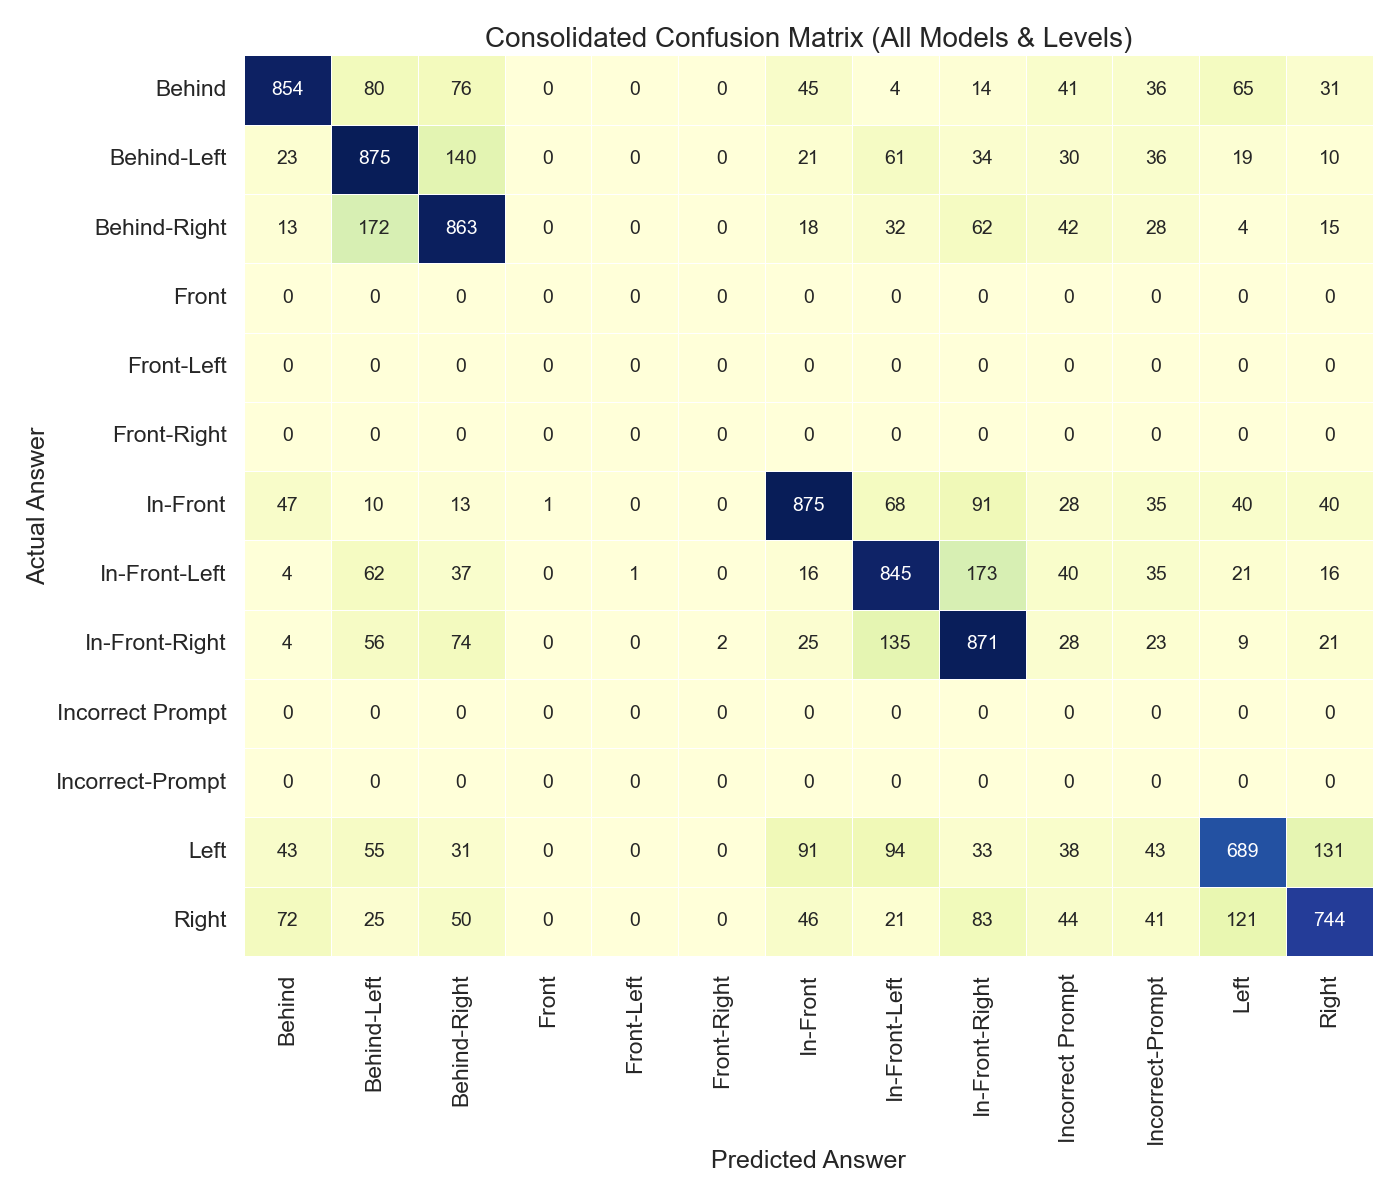 Consolidated Confusion Matrix (All Models & Levels)
Behind 854 80 76 0 0 0 45 4 14 41 36 65 31
Behind-Left 23 875 140 0 0 0 21 61 34 30 36 19 10
Behind-Right 13 172 863 0 0 0 18 32 62 42 28 4 15
Front 0 0 0 0 0 0 0 0 0 0 0 0 0
Front-Left 0 0 0 0 0 0 0 0 0 0 0 0 0
Front-Right 0 0 0 0 0 0 0 0 0 0 0 0 0
In-Front 47 10 13 1 0 0 875 68 91 28 35 40 40
In-Front-Left 4 62 37 0 1 0 16 845 173 40 35 21 16
In-Front-Right 4 56 74 0 0 2 25 135 871 28 23 9 21
Incorrect Prompt 0 0 0 0 0 0 0 0 0 0 0 0 0
Incorrect-Prompt 0 0 0 0 0 0 0 0 0 0 0 0 0
Left 43 55 31 0 0 0 91 94 33 38 43 689 131
Right 72 25 50 0 0 0 46 21 83 44 41 121 744
Actual Answer
Behind
Behind-Left
Behind-Right
Front
Front-Left
Front-Right
In-Front
In-Front-Left
In-Front-Right
Incorrect Prompt
Incorrect-Prompt
Left
Right
Predicted Answer